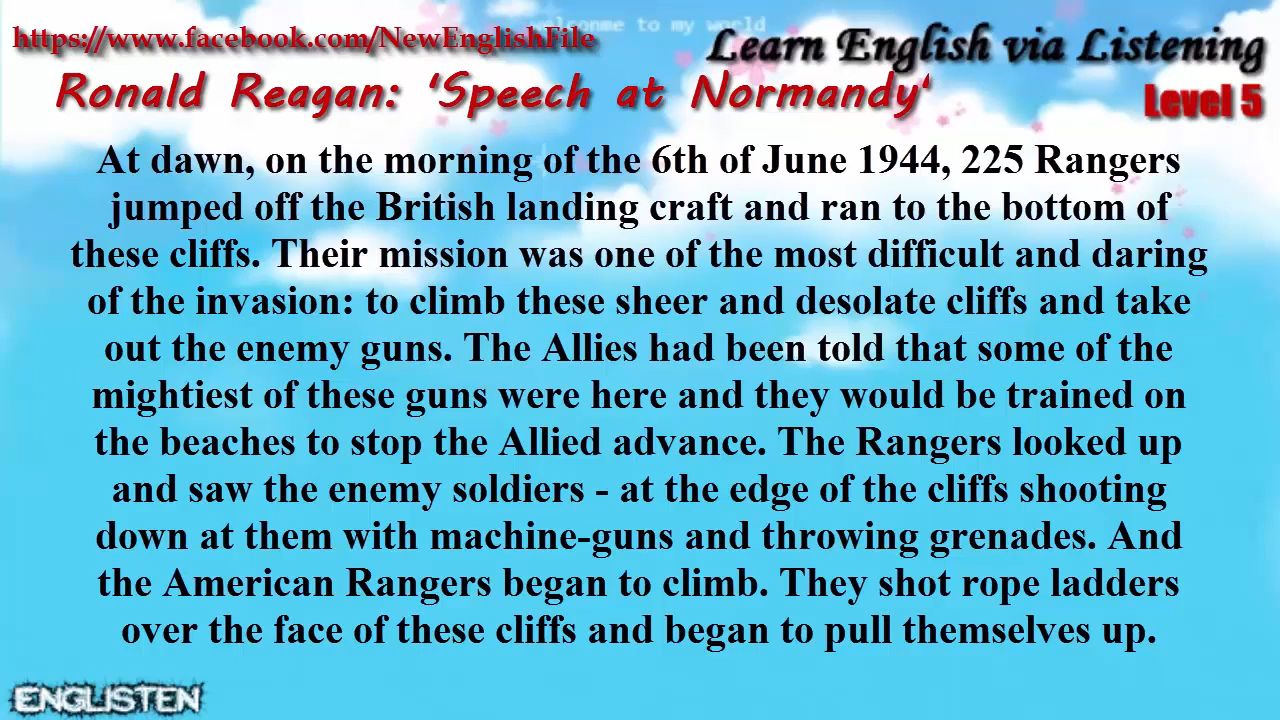 welconme to my world
https://www.facebook.com/NewEnglishFile
Learn English via Listening
Ronald Reagan: 'Speech at Normandy'
Level 5
At dawn, on the morning of the 6th of June 1944, 225 Rangers
jumped off the British landing craft and ran to the bottom of
these cliffs. Their mission was one of the most difficult and daring
of the invasion: to climb these sheer and desolate cliffs and take
out the enemy guns. The Allies had been told that some of the
mightiest of these guns were here and they would be trained on
the beaches to stop the Allied advance. The Rangers looked up
and saw the enemy soldiers - at the edge of the cliffs shooting
down at them with machine-guns and throwing grenades. And
the American Rangers began to climb. They shot rope ladders
over the face of these cliffs and began to pull themselves up.
ENGLISTEN